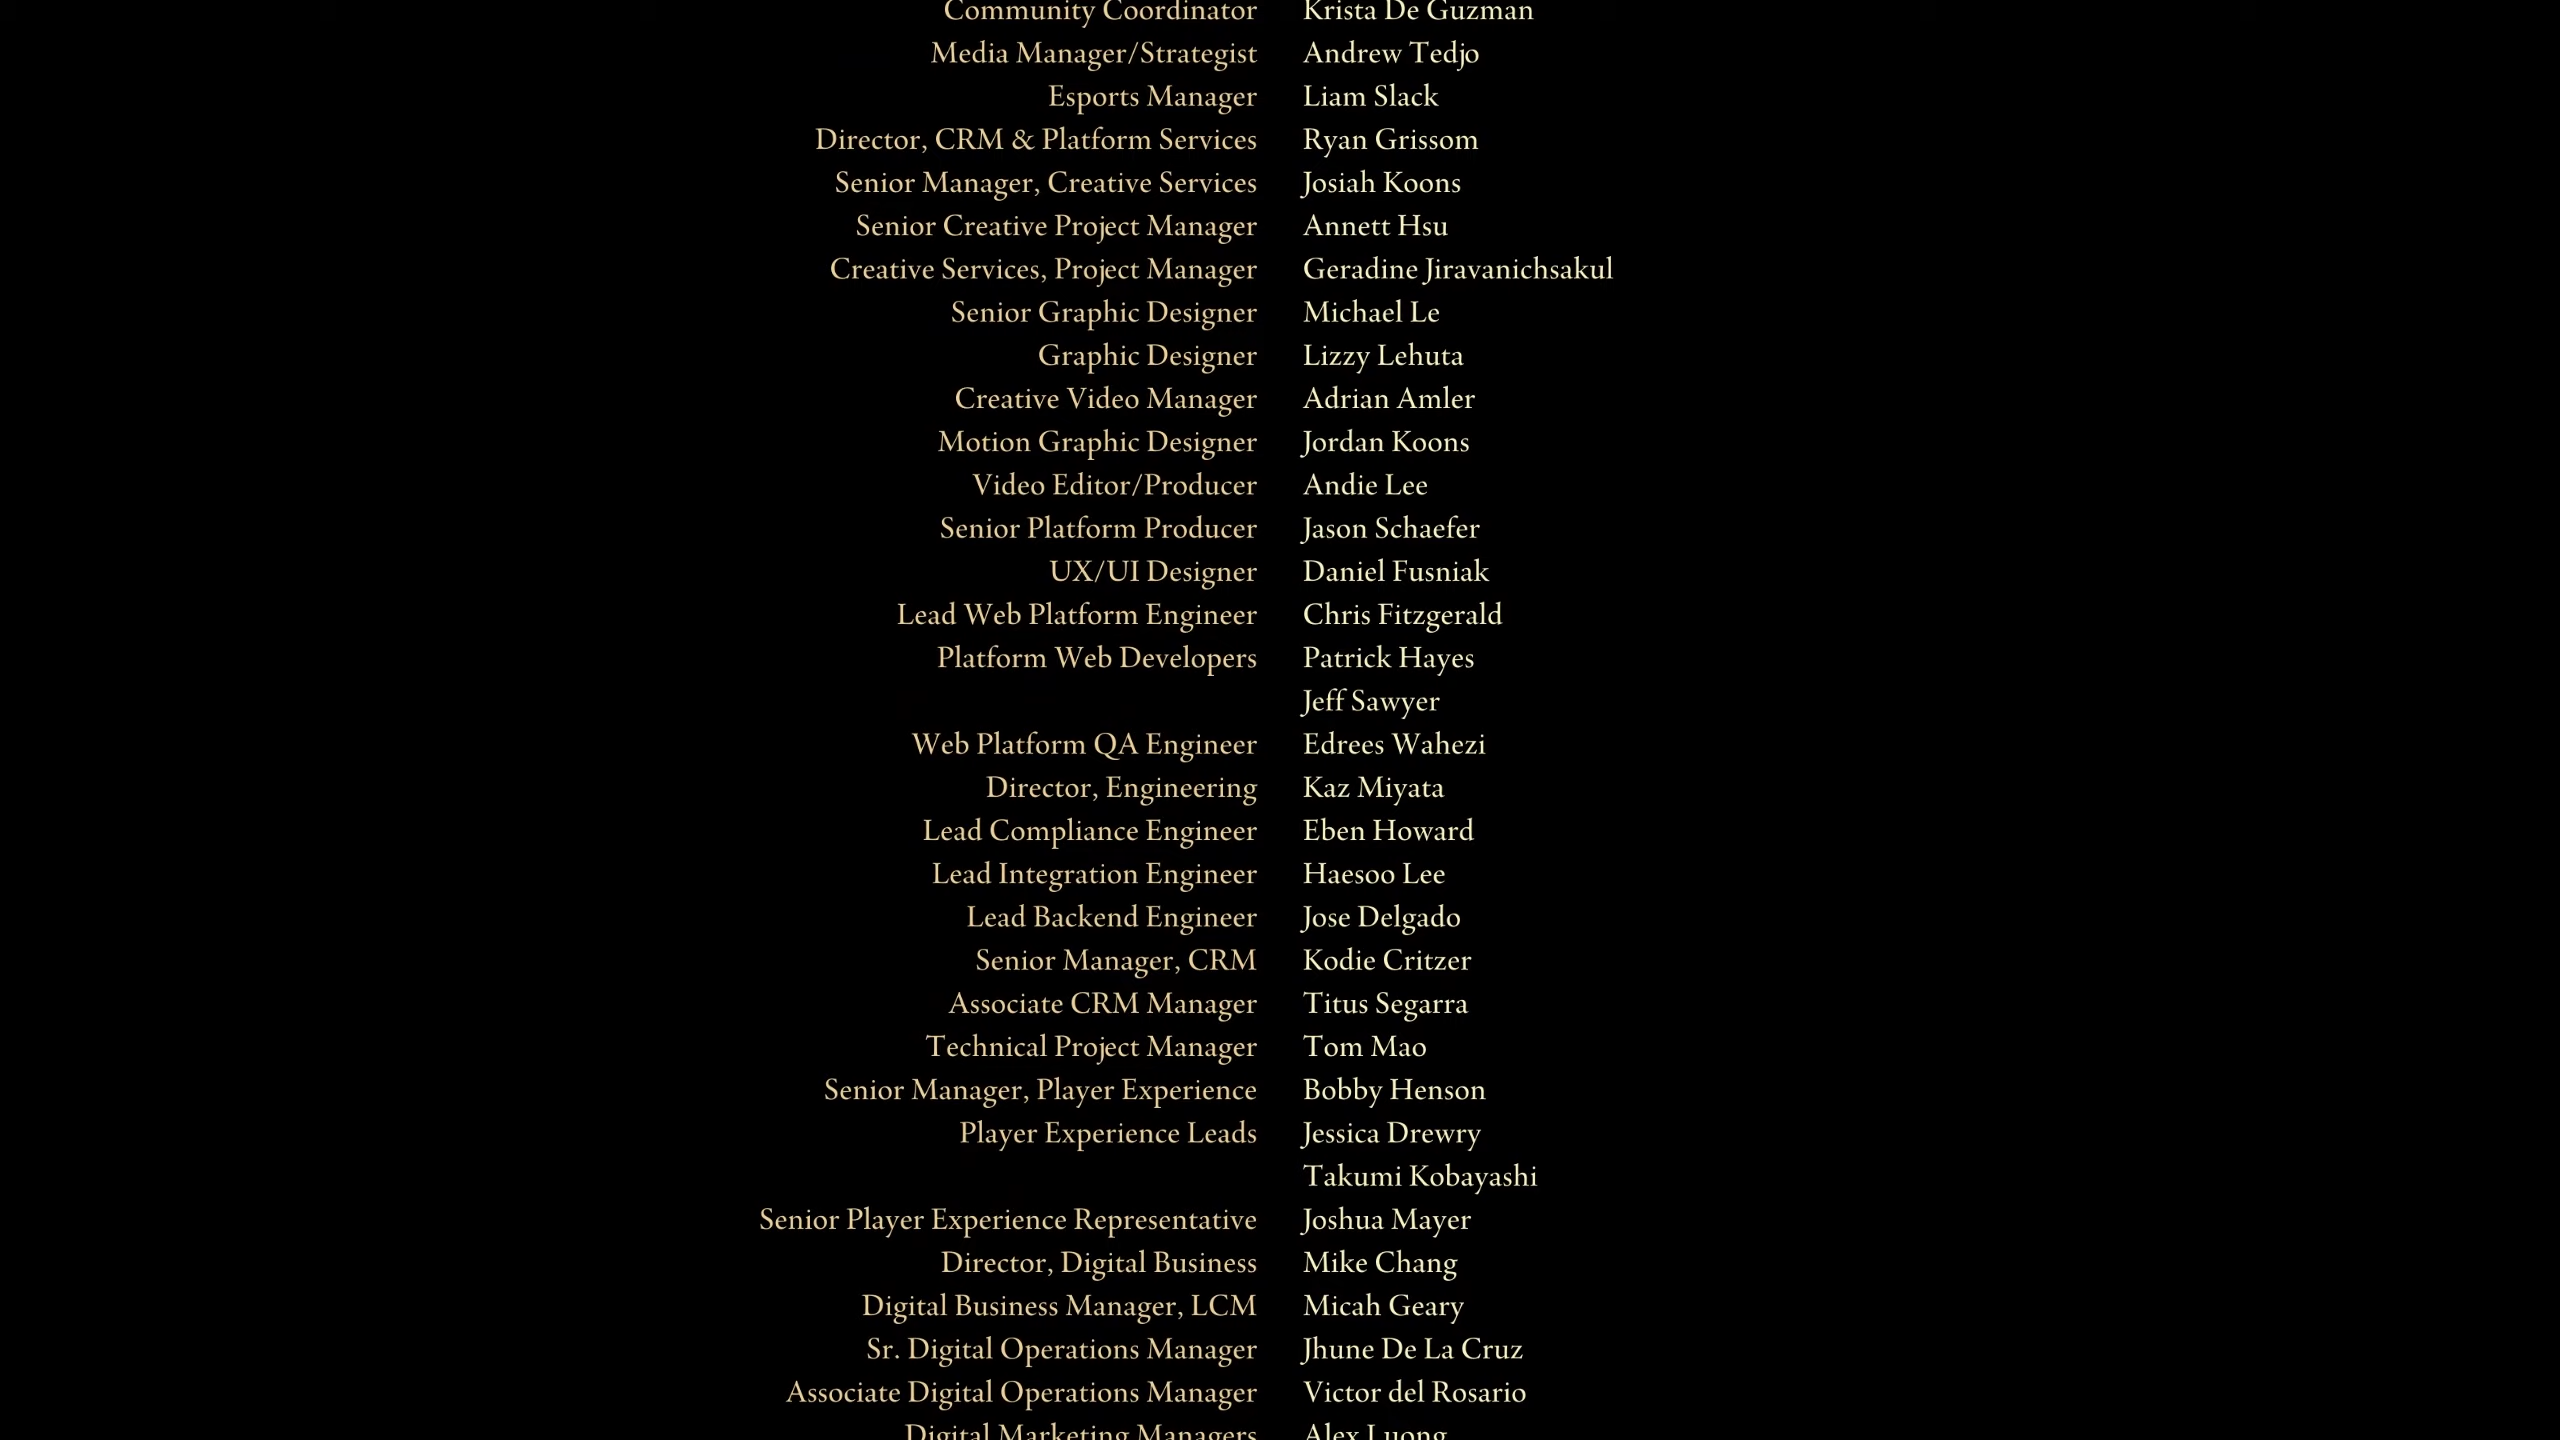 Community Coordinator Krista De Guzman
Media Manager/Strategist Andrew Tedjo
Esports Manager Liam Slack
Director, CRM & Platform Services Ryan Grissom
Senior Manager, Creative Services Josiah Koons
Senior Creative Project Manager Annett Hsu
Creative Services, Project Manager Geradine Jiravanichsakul
Senior Graphic Designer Michael Le
Graphic Designer Lizzy Lehuta
Creative Video Manager Adrian Amler
Motion Graphic Designer Jordan Koons
Video Editor/Producer Andie Lee
Senior Platform Producer Jason Schaefer
UX/UI Designer Daniel Fusniak
Lead Web Platform Engineer Chris Fitzgerald
Platform Web Developers Patrick Hayes
Jeff Sawyer
Web Platform QA Engineer Edrees Wahezi
Director, Engineering Kaz Miyata
Lead Compliance Engineer Eben Howard
Lead Integration Engineer Haesoo Lee
Lead Backend Engineer Jose Delgado
Senior Manager, CRM Kodie Critzer
Associate CRM Manager Titus Segarra
Technical Project Manager Tom Mao
Senior Manager, Player Experience Bobby Henson
Player Experience Leads Jessica Drewry
Takumi Kobayashi
Senior Player Experience Representative Joshua Mayer
Director, Digital Business Mike Chang
Digital Business Manager, LCM Micah Geary
Sr. Digital Operations Manager Jhune De La Cruz
Associate Digital Operations Manager Victor del Rosario
Digital Marketing Managers Alex Luong